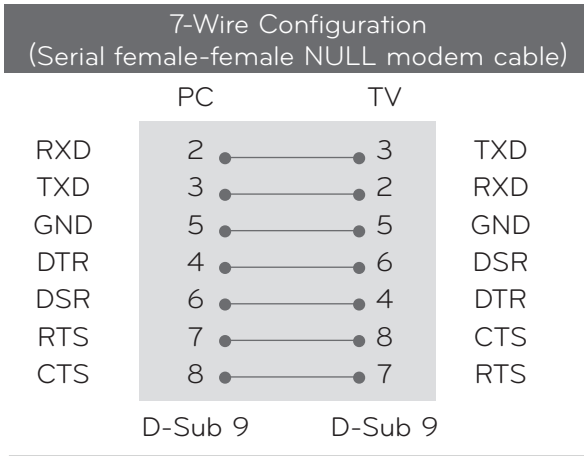 7-Wire Configuration
(Serial female-female NULL modem cable)
PC TV
RXD 2 3 TXD
TXD 3 2 RXD
GND 5 5 GND
DTR 4 6 DSR
DSR 6 4 DTR
RTS 7 8 CTS
CTS 8 7 RTS
D-Sub 9 D-Sub 9